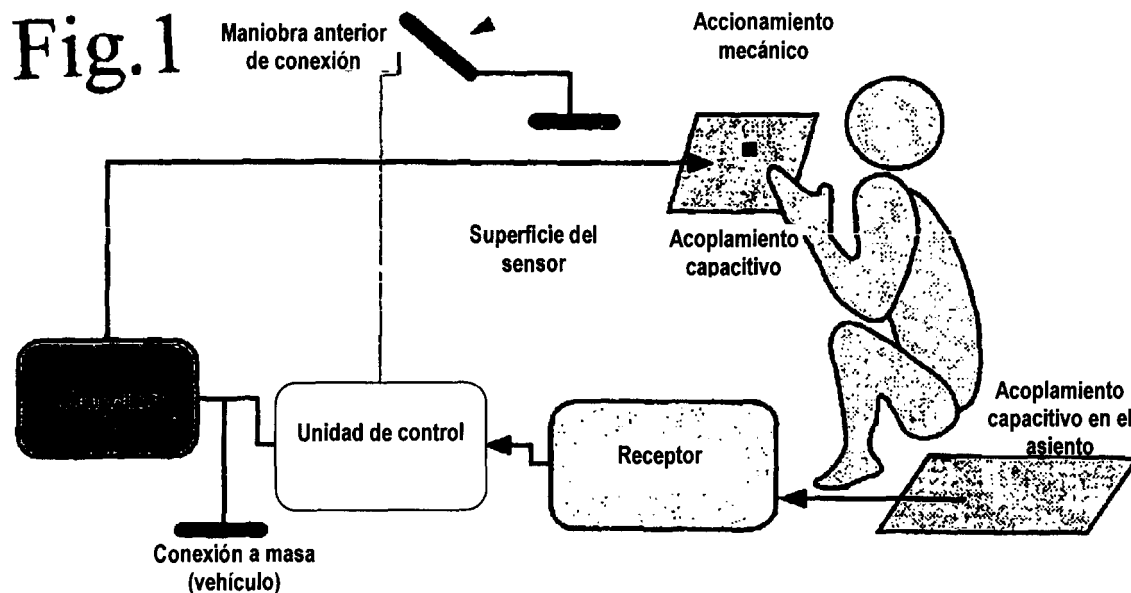 Fig.1
Maniobra anterior
de conexión
Accionamiento
mecánico
Superficie del
sensor
Acoplamiento
capacitivo
Unidad de control
Receptor
Acoplamiento
capacitivo en el
asiento
Conexión a masa
(vehículo)